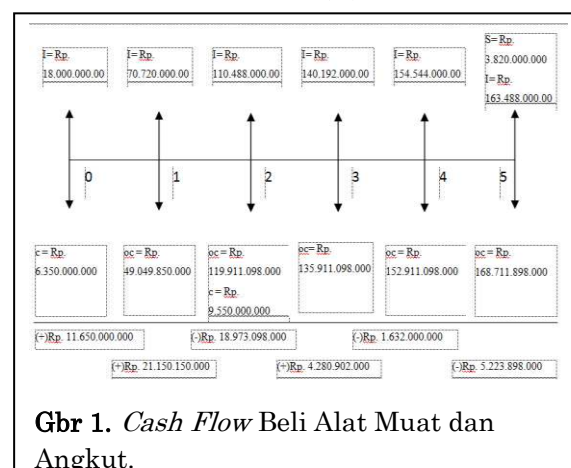 I= Rp.
18.000.000.00
I= Rp.
70.720.000.00
I= Rp.
110.488.000.00
I= Rp.
140.192.000.00
I= Rp.
154.544.000.00
S= Rp.
3.820.000.000
I= Rp.
163.488.000.00
0 1 2 3 4 5
c = Rp.
6.350.000.000
oc = Rp.
49.049.850.000
oc = Rp.
119.911.098.000
c = Rp.
9.550.000.000
oc= Rp.
135.911.098.000
oc = Rp.
152.911.098.000
oc = Rp.
168.711.898.000
(+)Rp. 11.650.000.000
(-)Rp. 18.973.098.000
(-)Rp. 1.632.000.000
(+)Rp. 21.150.150.000
(+)Rp. 4.280.902.000
(-)Rp. 5.223.898.000
Gbr 1. Cash Flow Beli Alat Muat dan
Angkut.